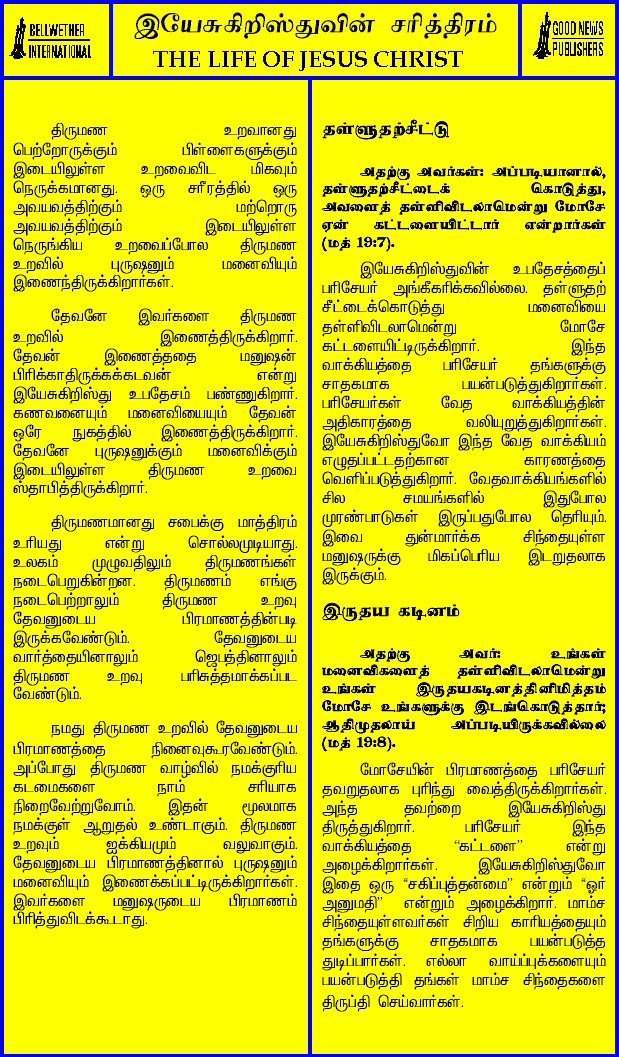 BELLWETHER
INTERNATIONAL
இயேசுகிறிஸ்துவின் சரித்திரம்
THE LIFE OF JESUS CHRIST
GOOD NEWS
PUBLISHERS
திருமண உறவானது
பெற்றோருக்கும் பிள்ளைகளுக்கும்
இடையிலுள்ள உறவைவிட மிகவும்
நெருக்கமானது. ஒரு சரீரத்தில் ஒரு
அவயவத்திற்கும் மற்றொரு
அவயவத்திற்கும் இடையிலுள்ள
நெருங்கிய உறவைப்போல திருமண
உறவில் புருஷனும் மனைவியும்
இணைந்திருக்கிறார்கள்.
தேவனே இவர்களை திருமண
உறவில் இணைத்திருக்கிறார்.
தேவன் இணைத்ததை மனுஷன்
பிரிக்காதிருக்கக்கடவன் என்று
இயேசுகிறிஸ்து உபதேசம் பண்ணுகிறார்.
கணவனையும் மனைவியையும் தேவன்
ஒரே நுகத்தில் இணைத்திருக்கிறார்.
தேவனே புருஷனுக்கும் மனைவிக்கும்
இடையிலுள்ள திருமண உறவை
ஸ்தாபித்திருக்கிறார்.
திருமணமானது சபைக்கு மாத்திரம்
உரியது என்று சொல்லமுடியாது.
உலகம் முழுவதிலும் திருமணங்கள்
நடைபெறுகின்றன. திருமணம் எங்கு
நடைபெற்றாலும் திருமண உறவு
தேவனுடைய பிரமாணத்தின்படி
இருக்கவேண்டும். தேவனுடைய
வார்த்தையினாலும் ஜெபத்தினாலும்
திருமண உறவு பரிசுத்தமாக்கப்பட
வேண்டும்.
நமது திருமண உறவில் தேவனுடைய
பிரமாணத்தை நினைவுகூரவேண்டும்.
அப்போது திருமண வாழ்வில் நமக்குரிய
கடமைகளை நாம் சரியாக
நிறைவேற்றுவோம். இதன் மூலமாக
நமக்குள் ஆறுதல் உண்டாகும். திருமண
உறவும் ஐக்கியமும் வலுவாகும்.
தேவனுடைய பிரமாணத்தினால் புருஷனும்
மனைவியும் இணைக்கப்பட்டிருக்கிறார்கள்.
இவர்களை மனுஷருடைய பிரமாணம்
பிரித்துவிடக்கூடாது.
தள்ளுதற்சீட்டு
அதற்கு அவர்கள்: அப்படியானால்,
தள்ளுதற்சீட்டைக் கொடுத்து,
அவளைத் தள்ளிவிடலாமென்று மோசே
ஏன் கட்டளையிட்டார் என்றார்கள்
(மத் 19:7).
இயேசுகிறிஸ்துவின் உபதேசத்தைப்
பரிசேயர் அங்கீகரிக்கவில்லை. தள்ளுதற்
சீட்டைக்கொடுத்து மனைவியை
தள்ளிவிடலாமென்று மோசே
கட்டளையிட்டிருக்கிறார். இந்த
வாக்கியத்தை பரிசேயர் தங்களுக்கு
சாதகமாக பயன்படுத்துகிறார்கள்.
பரிசேயர்கள் வேத வாக்கியத்தின்
அதிகாரத்தை வலியுறுத்துகிறார்கள்.
இயேசுகிறிஸ்துவோ இந்த வேத வாக்கியம்
எழுதப்பட்டதற்கான காரணத்தை
வெளிப்படுத்துகிறார். வேதவாக்கியங்களில்
சில சமயங்களில் இதுபோல
முரண்பாடுகள் இருப்பதுபோல தெரியும்.
இவை துன்மார்க்க சிந்தையுள்ள
மனுஷருக்கு மிகப்பெரிய இடறுதலாக
இருக்கும்.
இருதய கடினம்
அதற்கு அவர்: உங்கள்
மனைவிகளைத் தள்ளிவிடலாமென்று
உங்கள் இருதயகடினத்தினிமித்தம்
மோசே உங்களுக்கு இடங்கொடுத்தார்;
ஆதிமுதலாய் அப்படியிருக்கவில்லை
(மத் 19:8).
மோசேயின் பிரமாணத்தை பரிசேயர்
தவறுதலாக புரிந்து வைத்திருக்கிறார்கள்.
அந்த தவற்றை இயேசுகிறிஸ்து
திருத்துகிறார். பரிசேயர் இந்த
வாக்கியத்தை “கட்டளை” என்று
அழைக்கிறார்கள். இயேசுகிறிஸ்துவோ
இதை ஒரு “சகிப்புத்தன்மை” என்றும் “ஓர்
அனுமதி” என்றும் அழைக்கிறார். மாம்ச
சிந்தையுள்ளவர்கள் சிறிய காரியத்தையும்
தங்களுக்கு சாதகமாக பயன்படுத்த
துடிப்பார்கள். எல்லா வாய்ப்புக்களையும்
பயன்படுத்தி தங்கள் மாம்ச சிந்தைகளை
திருப்தி செய்வார்கள்.